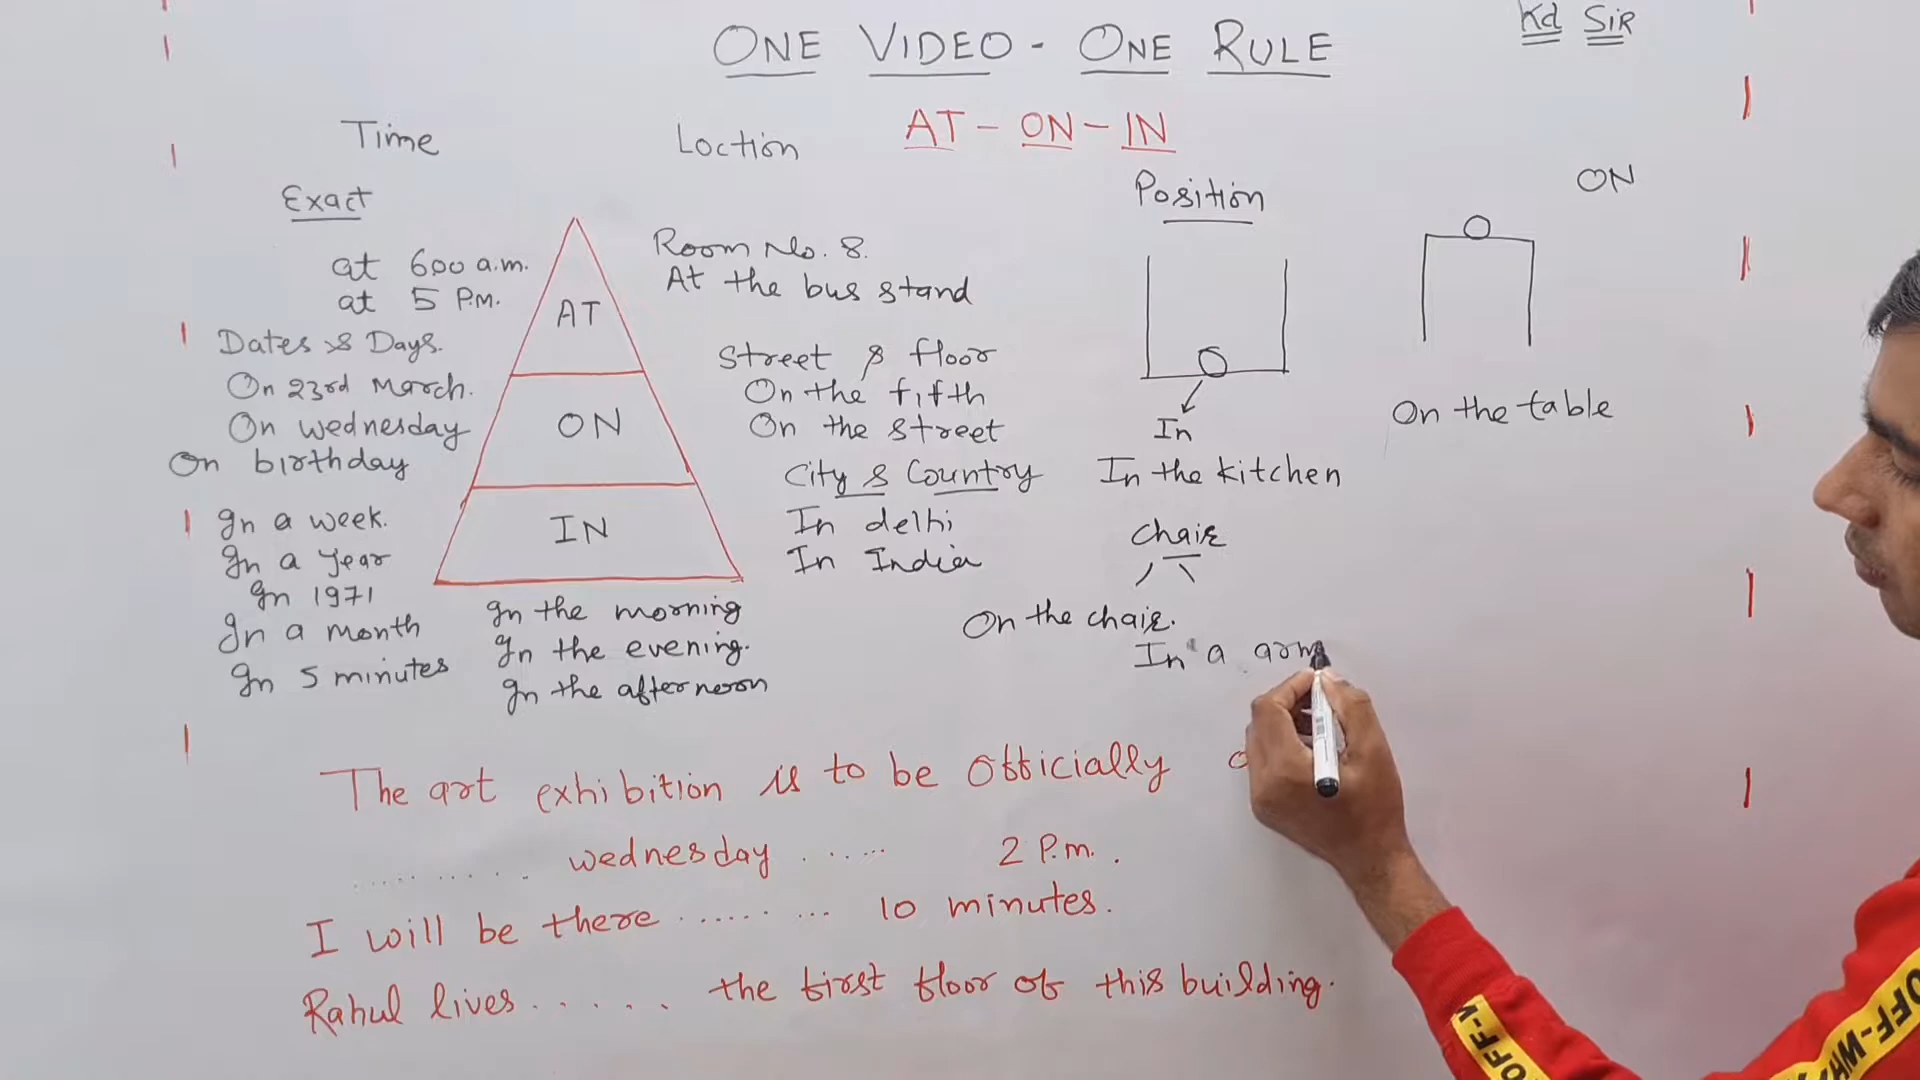 ONE VIDEO - ONE RULE
Kd SIR
Time
Loction
AT - ON - IN
Exact
at 600 a.m.
at 5 P.M.
Dates & Days.
On 23rd March.
On wednesday
On birthday
In a week.
In a year
In 1971
In a month
In 5 minutes
AT
ON
IN
In the morning
In the evening.
In the afternoon
Room No. 8.
At the bus stand
Street & floor
On the fifth
On the street
City & Country
In delhi
In India
Position
In
In the kitchen
chair
On the chair.
In a arm
ON
On the table
The art exhibition is to be officially
......... wednesday ..... 2 P.m.
I will be there ......... 10 minutes.
Rahul lives ..... the first floor of this building.
OFF-W
OFF-WH